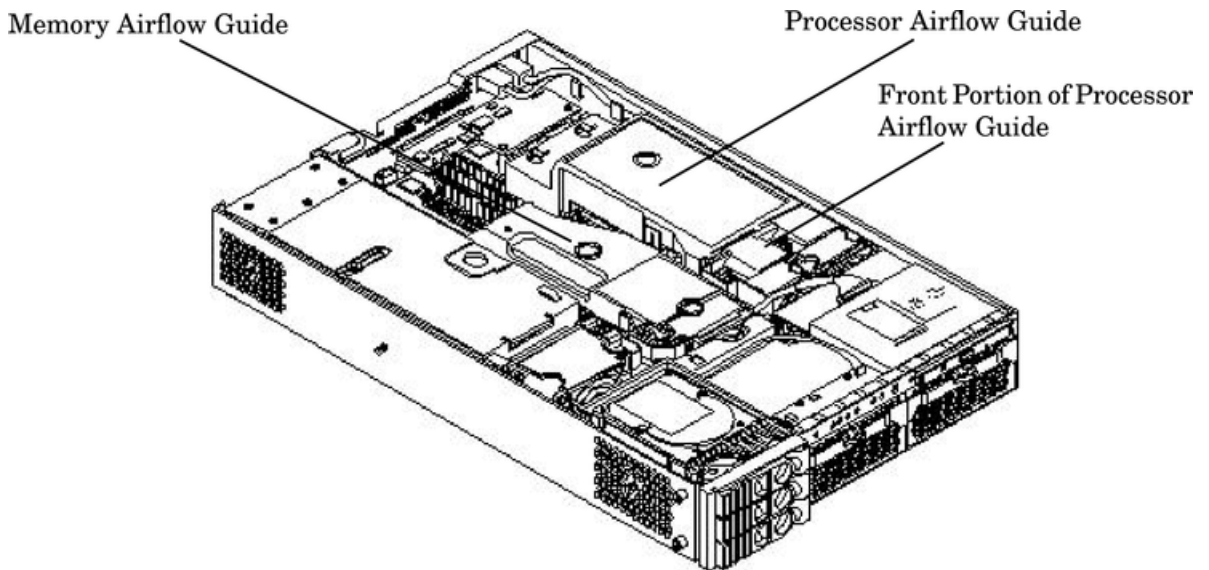 Memory Airflow Guide
Processor Airflow Guide
Front Portion of Processor
Airflow Guide